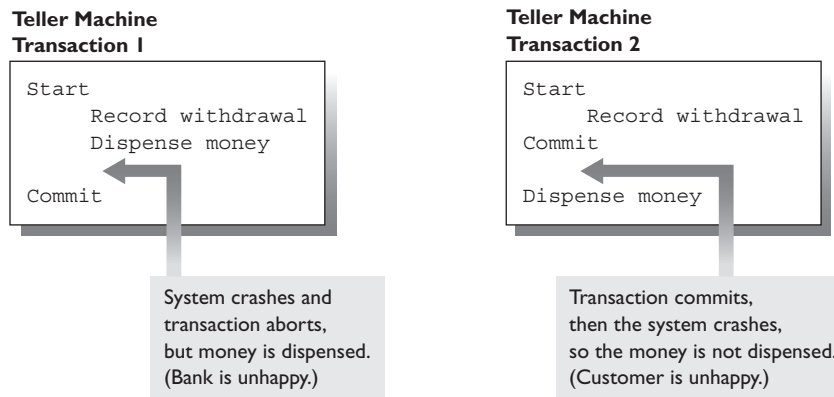 Teller Machine
Transaction 1
Start
Record withdrawal
Dispense money
Commit
System crashes and
transaction aborts,
but money is dispensed.
(Bank is unhappy.)
Teller Machine
Transaction 2
Start
Record withdrawal
Commit
Dispense money
Transaction commits,
then the system crashes,
so the money is not dispensed.
(Customer is unhappy.)